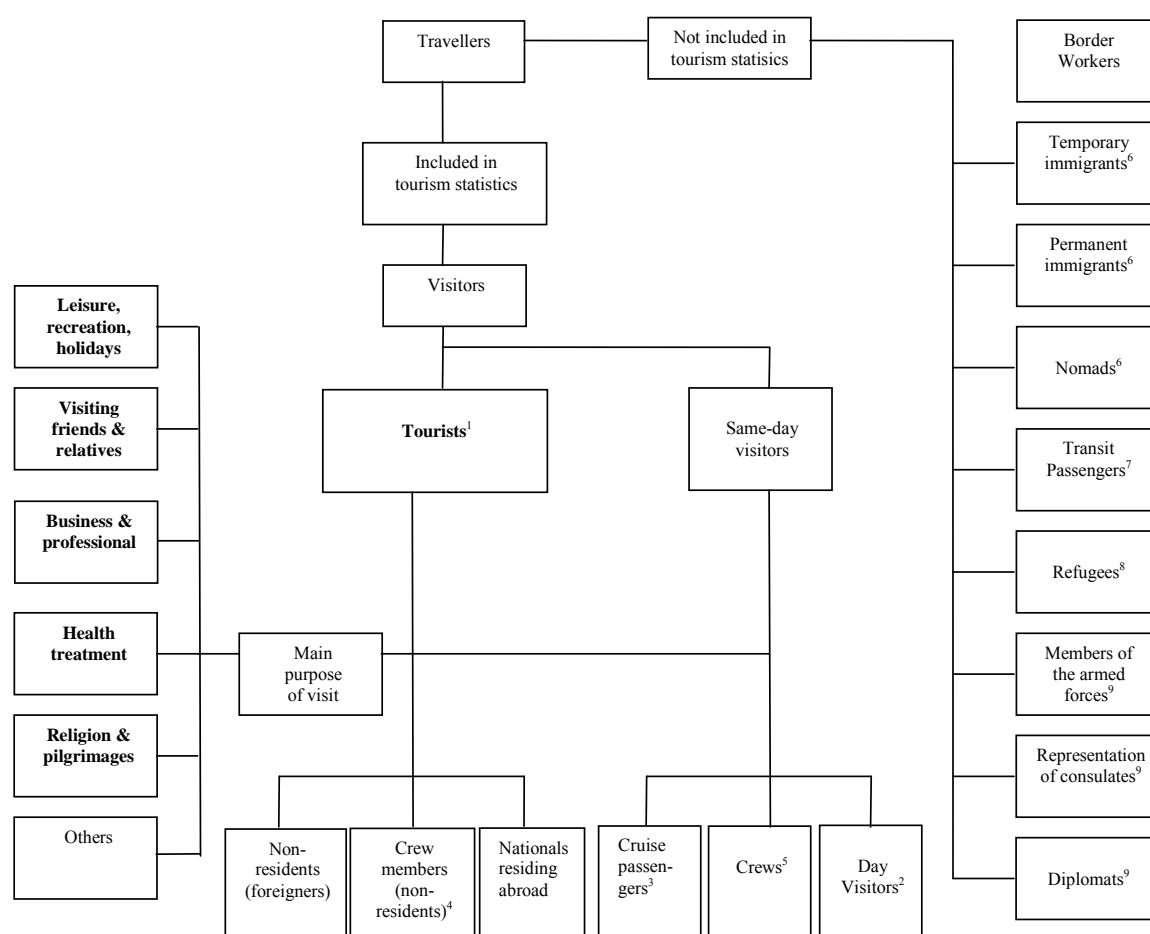 Travellers
Not included in
tourism statisics
Border
Workers
Included in
tourism statistics
Temporary
immigrants⁶
Permanent
immigrants⁶
Visitors
Leisure,
recreation,
holidays
Nomads⁶
Visiting
friends &
relatives
Tourists¹
Same-day
visitors
Transit
Passengers⁷
Business &
professional
Refugees⁸
Health
treatment
Main
purpose
of visit
Members of
the armed
forces⁹
Religion &
pilgrimages
Representation
of consulates⁹
Others
Non-
residents
(foreigners)
Crew
members
(non-
residents)⁴
Nationals
residing
abroad
Cruise
passen-
gers³
Crews⁵
Day
Visitors²
Diplomats⁹